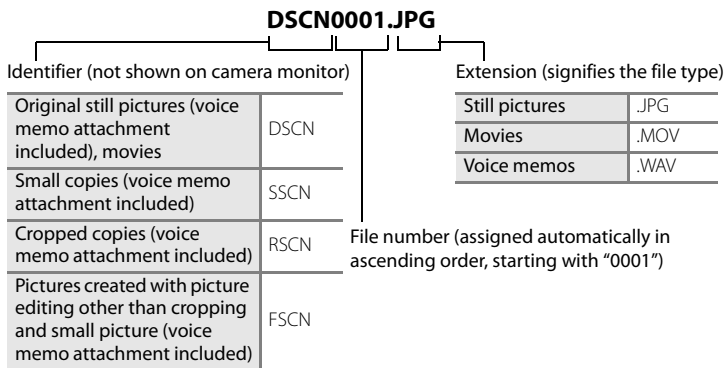 DSCN0001.JPG
Identifier (not shown on camera monitor)
Original still pictures (voice
memo attachment
included), movies
DSCN
Small copies (voice memo
attachment included)
SSCN
Cropped copies (voice
memo attachment included)
RSCN
Pictures created with picture
editing other than cropping
and small picture (voice
memo attachment included)
FSCN
Extension (signifies the file type)
Still pictures .JPG
Movies .MOV
Voice memos .WAV
File number (assigned automatically in
ascending order, starting with “0001”)